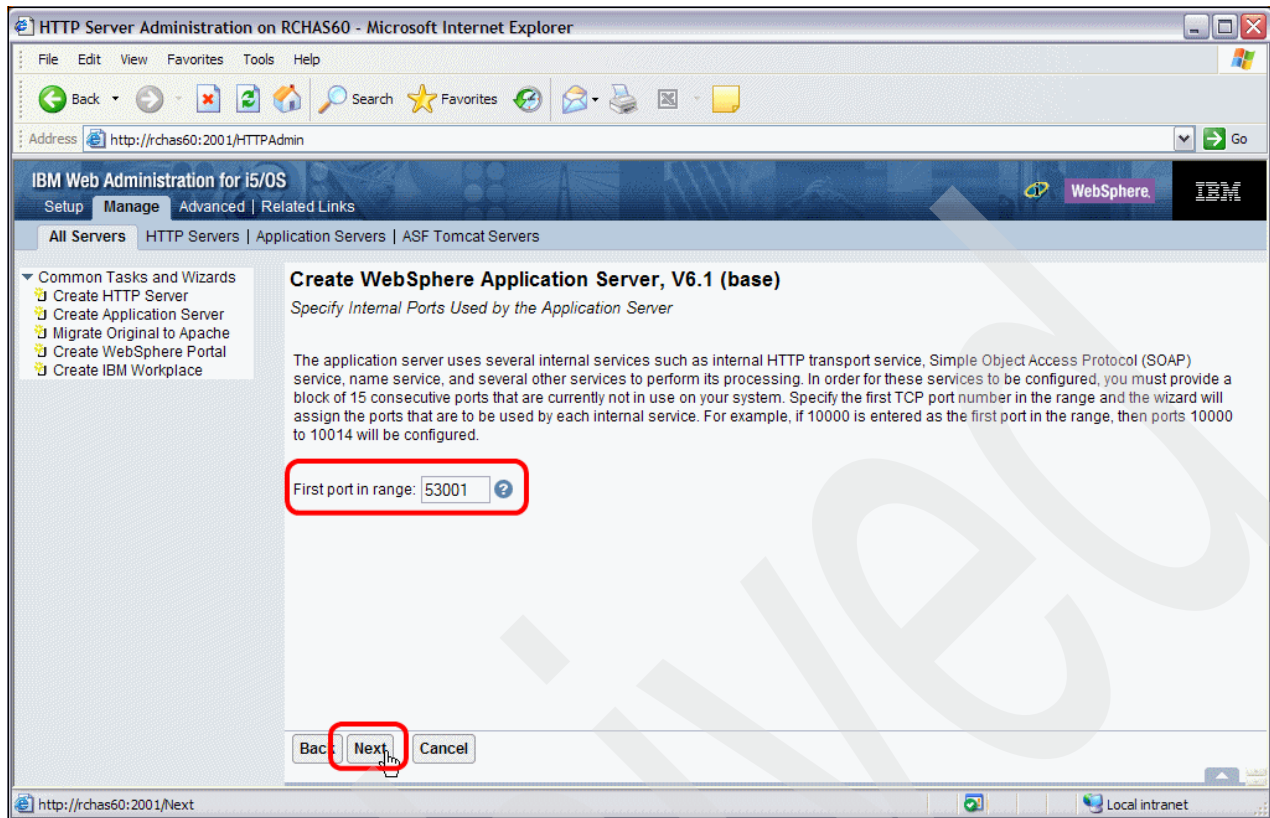 HTTP Server Administration on RCHAS60 - Microsoft Internet Explorer
File Edit View Favorites Tools Help
Back Search Favorites
Address http://rchas60:2001/HTTPAdmin Go
IBM Web Administration for i5/OS
WebSphere. IBM
Setup Manage Advanced | Related Links
All Servers HTTP Servers | Application Servers | ASF Tomcat Servers
Common Tasks and Wizards
Create HTTP Server
Create Application Server
Migrate Original to Apache
Create WebSphere Portal
Create IBM Workplace
Create WebSphere Application Server, V6.1 (base)
Specify Internal Ports Used by the Application Server
The application server uses several internal services such as internal HTTP transport service, Simple Object Access Protocol (SOAP)
service, name service, and several other services to perform its processing. In order for these services to be configured, you must provide a
block of 15 consecutive ports that are currently not in use on your system. Specify the first TCP port number in the range and the wizard will
assign the ports that are to be used by each internal service. For example, if 10000 is entered as the first port in the range, then ports 10000
to 10014 will be configured.
First port in range: 53001 ?
Back Next Cancel
http://rchas60:2001/Next Local intranet